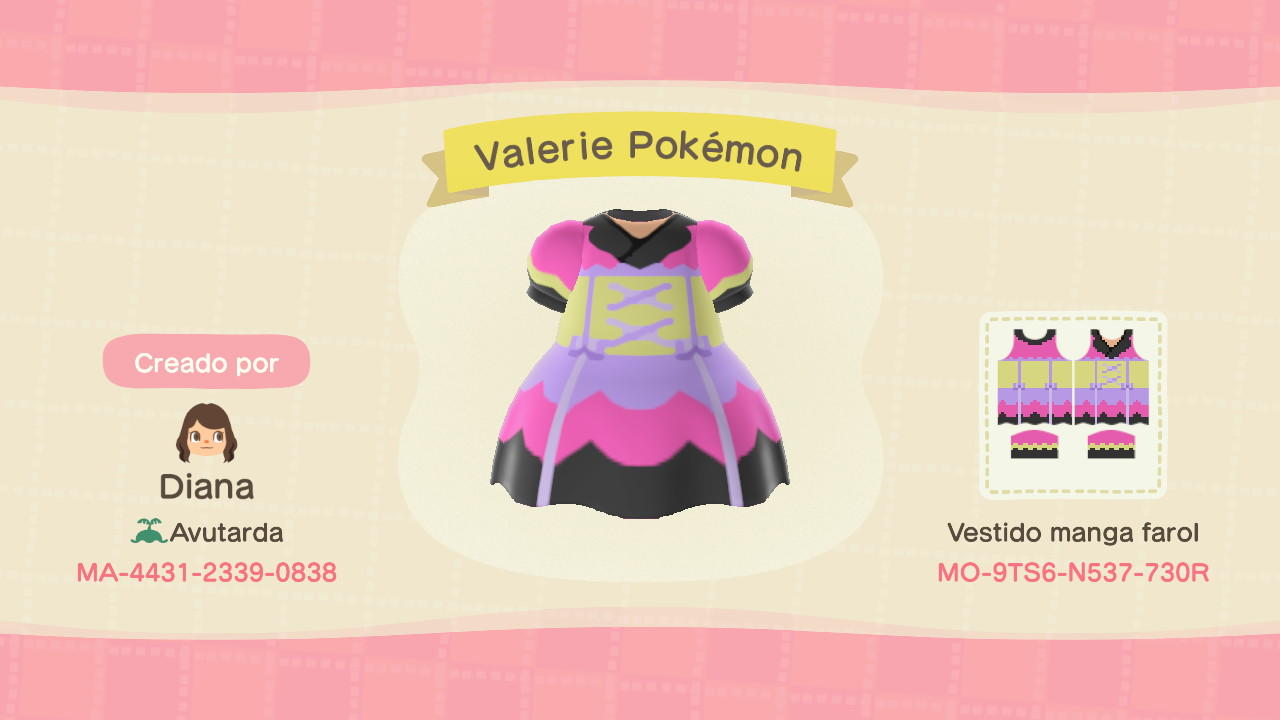 Valerie Pokémon
Creado por
Diana
Avutarda
MA-4431-2339-0838
Vestido manga farol
MO-9TS6-N537-730R